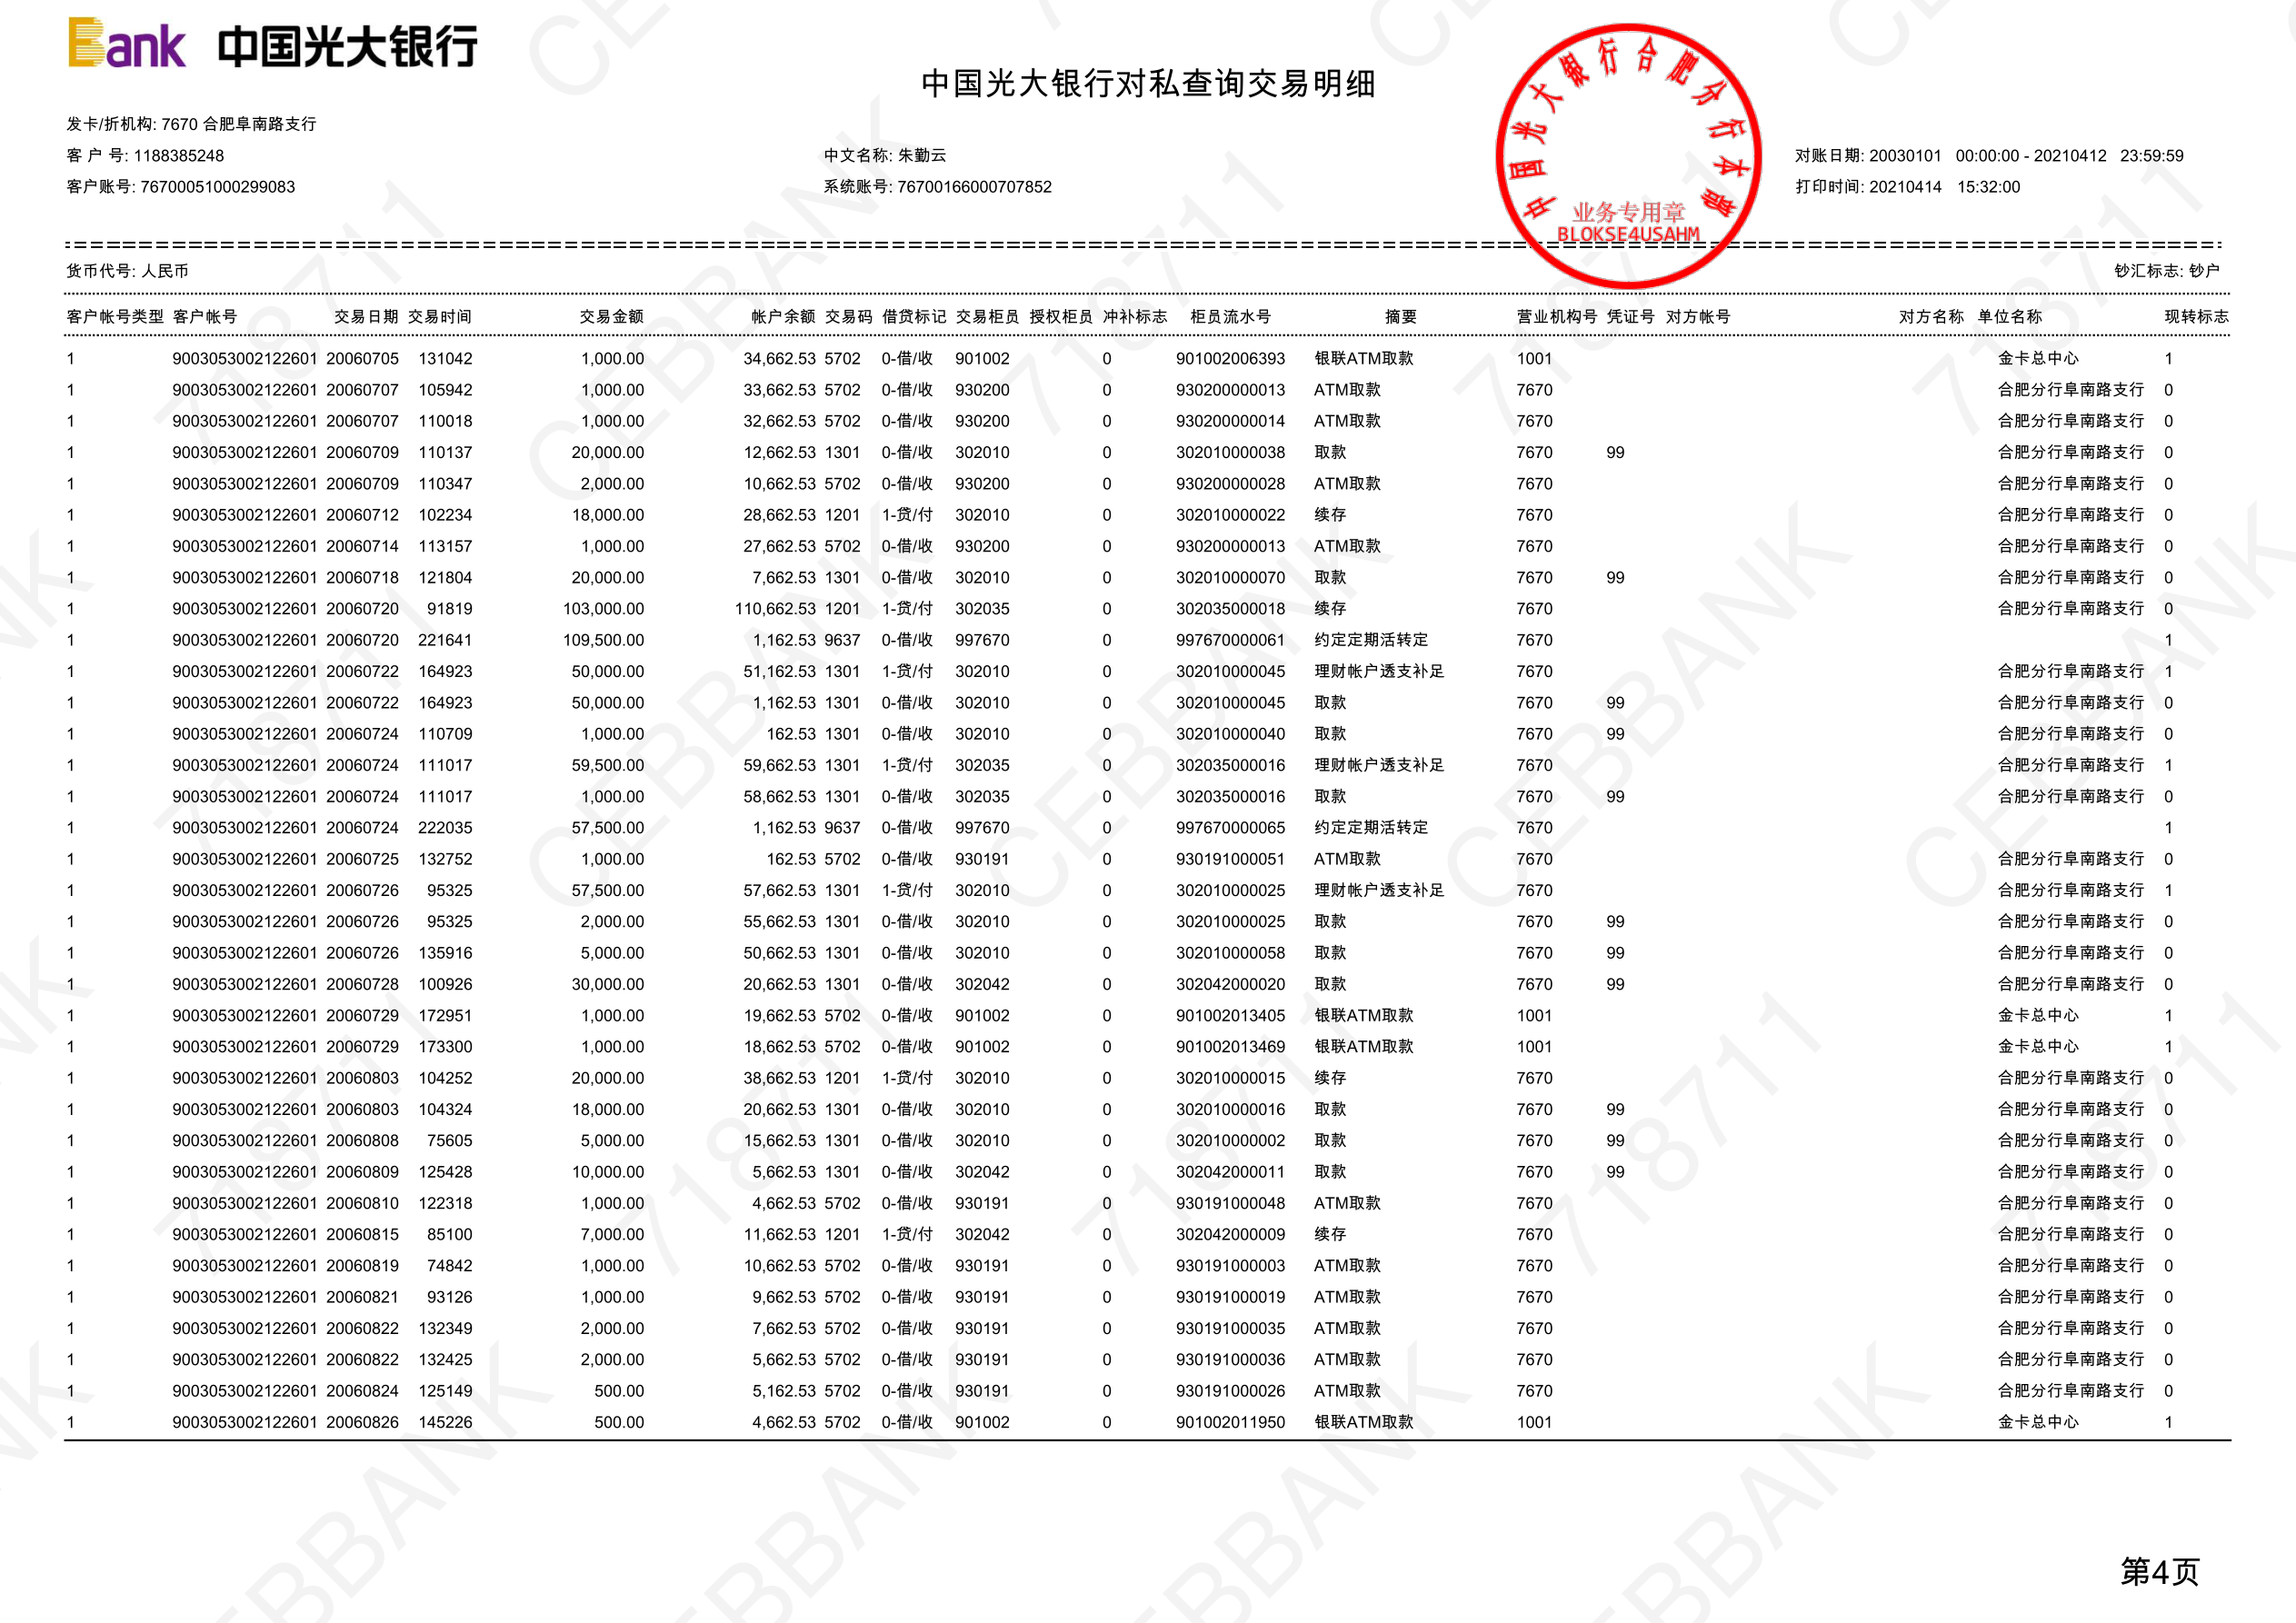 Bank 中国光大银行
中国光大银行对私查询交易明细
中国光大银行合肥分行本部
业务专用章
BLOKSE4USAHM
发卡/折机构: 7670 合肥阜南路支行
客 户 号: 1188385248 中文名称: 朱勤云 对账日期: 20030101 00:00:00 - 20210412 23:59:59
客户账号: 76700051000299083 系统账号: 76700166000707852 打印时间: 20210414 15:32:00
货币代号: 人民币 钞汇标志: 钞户
客户帐号类型 客户帐号 交易日期 交易时间 交易金额 帐户余额 交易码 借贷标记 交易柜员 授权柜员 冲补标志 柜员流水号 摘要 营业机构号 凭证号 对方帐号 对方名称 单位名称 现转标志
1 9003053002122601 20060705 131042 1,000.00 34,662.53 5702 0-借/收 901002 0 901002006393 银联ATM取款 1001 金卡总中心 1
1 9003053002122601 20060707 105942 1,000.00 33,662.53 5702 0-借/收 930200 0 930200000013 ATM取款 7670 合肥分行阜南路支行 0
1 9003053002122601 20060707 110018 1,000.00 32,662.53 5702 0-借/收 930200 0 930200000014 ATM取款 7670 合肥分行阜南路支行 0
1 9003053002122601 20060709 110137 20,000.00 12,662.53 1301 0-借/收 302010 0 302010000038 取款 7670 99 合肥分行阜南路支行 0
1 9003053002122601 20060709 110347 2,000.00 10,662.53 5702 0-借/收 930200 0 930200000028 ATM取款 7670 合肥分行阜南路支行 0
1 9003053002122601 20060712 102234 18,000.00 28,662.53 1201 1-贷/付 302010 0 302010000022 续存 7670 合肥分行阜南路支行 0
1 9003053002122601 20060714 113157 1,000.00 27,662.53 5702 0-借/收 930200 0 930200000013 ATM取款 7670 合肥分行阜南路支行 0
1 9003053002122601 20060718 121804 20,000.00 7,662.53 1301 0-借/收 302010 0 302010000070 取款 7670 99 合肥分行阜南路支行 0
1 9003053002122601 20060720 91819 103,000.00 110,662.53 1201 1-贷/付 302035 0 302035000018 续存 7670 合肥分行阜南路支行 0
1 9003053002122601 20060720 221641 109,500.00 1,162.53 9637 0-借/收 997670 0 997670000061 约定定期活转定 7670 1
1 9003053002122601 20060722 164923 50,000.00 51,162.53 1301 1-贷/付 302010 0 302010000045 理财帐户透支补足 7670 合肥分行阜南路支行 1
1 9003053002122601 20060722 164923 50,000.00 1,162.53 1301 0-借/收 302010 0 302010000045 取款 7670 99 合肥分行阜南路支行 0
1 9003053002122601 20060724 110709 1,000.00 162.53 1301 0-借/收 302010 0 302010000040 取款 7670 99 合肥分行阜南路支行 0
1 9003053002122601 20060724 111017 59,500.00 59,662.53 1301 1-贷/付 302035 0 302035000016 理财帐户透支补足 7670 合肥分行阜南路支行 1
1 9003053002122601 20060724 111017 1,000.00 58,662.53 1301 0-借/收 302035 0 302035000016 取款 7670 99 合肥分行阜南路支行 0
1 9003053002122601 20060724 222035 57,500.00 1,162.53 9637 0-借/收 997670 0 997670000065 约定定期活转定 7670 1
1 9003053002122601 20060725 132752 1,000.00 162.53 5702 0-借/收 930191 0 930191000051 ATM取款 7670 合肥分行阜南路支行 0
1 9003053002122601 20060726 95325 57,500.00 57,662.53 1301 1-贷/付 302010 0 302010000025 理财帐户透支补足 7670 合肥分行阜南路支行 1
1 9003053002122601 20060726 95325 2,000.00 55,662.53 1301 0-借/收 302010 0 302010000025 取款 7670 99 合肥分行阜南路支行 0
1 9003053002122601 20060726 135916 5,000.00 50,662.53 1301 0-借/收 302010 0 302010000058 取款 7670 99 合肥分行阜南路支行 0
1 9003053002122601 20060728 100926 30,000.00 20,662.53 1301 0-借/收 302042 0 302042000020 取款 7670 99 合肥分行阜南路支行 0
1 9003053002122601 20060729 172951 1,000.00 19,662.53 5702 0-借/收 901002 0 901002013405 银联ATM取款 1001 金卡总中心 1
1 9003053002122601 20060729 173300 1,000.00 18,662.53 5702 0-借/收 901002 0 901002013469 银联ATM取款 1001 金卡总中心 1
1 9003053002122601 20060803 104252 20,000.00 38,662.53 1201 1-贷/付 302010 0 302010000015 续存 7670 合肥分行阜南路支行 0
1 9003053002122601 20060803 104324 18,000.00 20,662.53 1301 0-借/收 302010 0 302010000016 取款 7670 99 合肥分行阜南路支行 0
1 9003053002122601 20060808 75605 5,000.00 15,662.53 1301 0-借/收 302010 0 302010000002 取款 7670 99 合肥分行阜南路支行 0
1 9003053002122601 20060809 125428 10,000.00 5,662.53 1301 0-借/收 302042 0 302042000011 取款 7670 99 合肥分行阜南路支行 0
1 9003053002122601 20060810 122318 1,000.00 4,662.53 5702 0-借/收 930191 0 930191000048 ATM取款 7670 合肥分行阜南路支行 0
1 9003053002122601 20060815 85100 7,000.00 11,662.53 1201 1-贷/付 302042 0 302042000009 续存 7670 合肥分行阜南路支行 0
1 9003053002122601 20060819 74842 1,000.00 10,662.53 5702 0-借/收 930191 0 930191000003 ATM取款 7670 合肥分行阜南路支行 0
1 9003053002122601 20060821 93126 1,000.00 9,662.53 5702 0-借/收 930191 0 930191000019 ATM取款 7670 合肥分行阜南路支行 0
1 9003053002122601 20060822 132349 2,000.00 7,662.53 5702 0-借/收 930191 0 930191000035 ATM取款 7670 合肥分行阜南路支行 0
1 9003053002122601 20060822 132425 2,000.00 5,662.53 5702 0-借/收 930191 0 930191000036 ATM取款 7670 合肥分行阜南路支行 0
1 9003053002122601 20060824 125149 500.00 5,162.53 5702 0-借/收 930191 0 930191000026 ATM取款 7670 合肥分行阜南路支行 0
1 9003053002122601 20060826 145226 500.00 4,662.53 5702 0-借/收 901002 0 901002011950 银联ATM取款 1001 金卡总中心 1
第4页
CEBBANK
718711